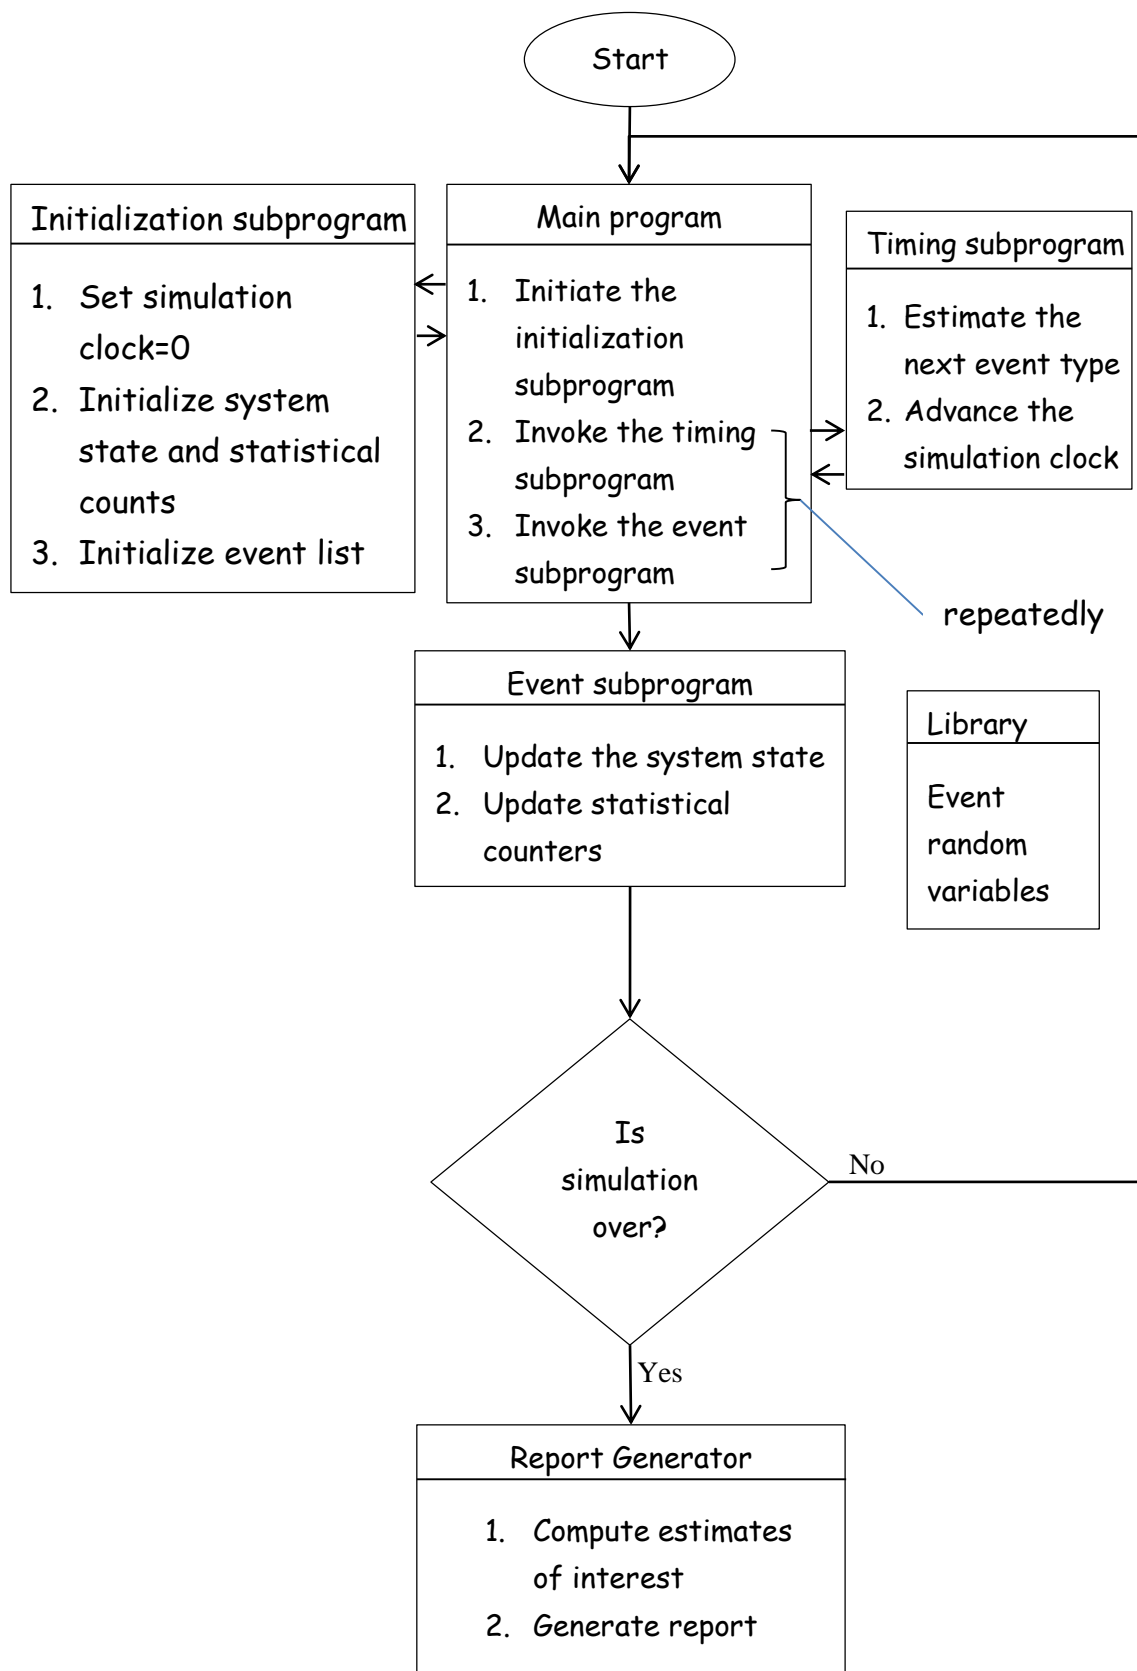 Start
Initialization subprogram
1. Set simulation
clock=0
2. Initialize system
state and statistical
counts
3. Initialize event list
Main program
1. Initiate the
initialization
subprogram
2. Invoke the timing
subprogram
3. Invoke the event
subprogram
Timing subprogram
1. Estimate the
next event type
2. Advance the
simulation clock
repeatedly
Event subprogram
1. Update the system state
2. Update statistical
counters
Library
Event
random
variables
Is
simulation
over?
No
Yes
Report Generator
1. Compute estimates
of interest
2. Generate report